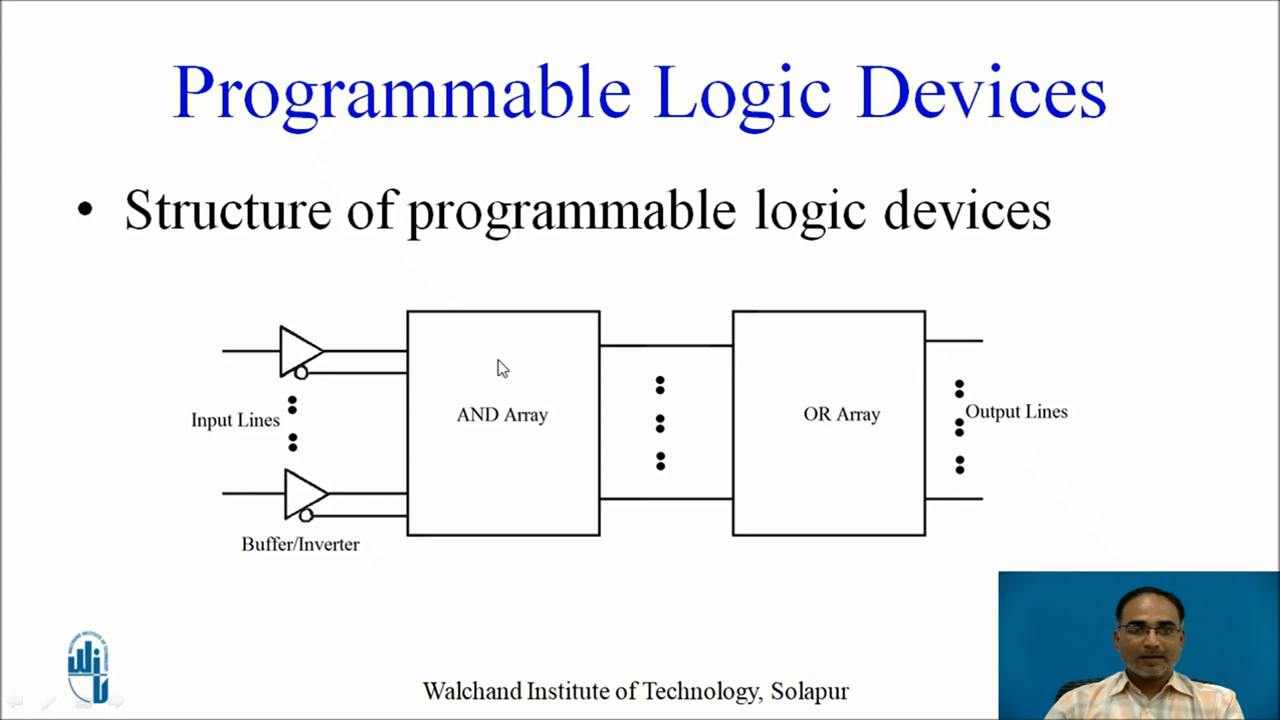 Programmable Logic Devices
• Structure of programmable logic devices
AND Array
OR Array
Input Lines
Output Lines
Buffer/Inverter
Walchand Institute of Technology, Solapur